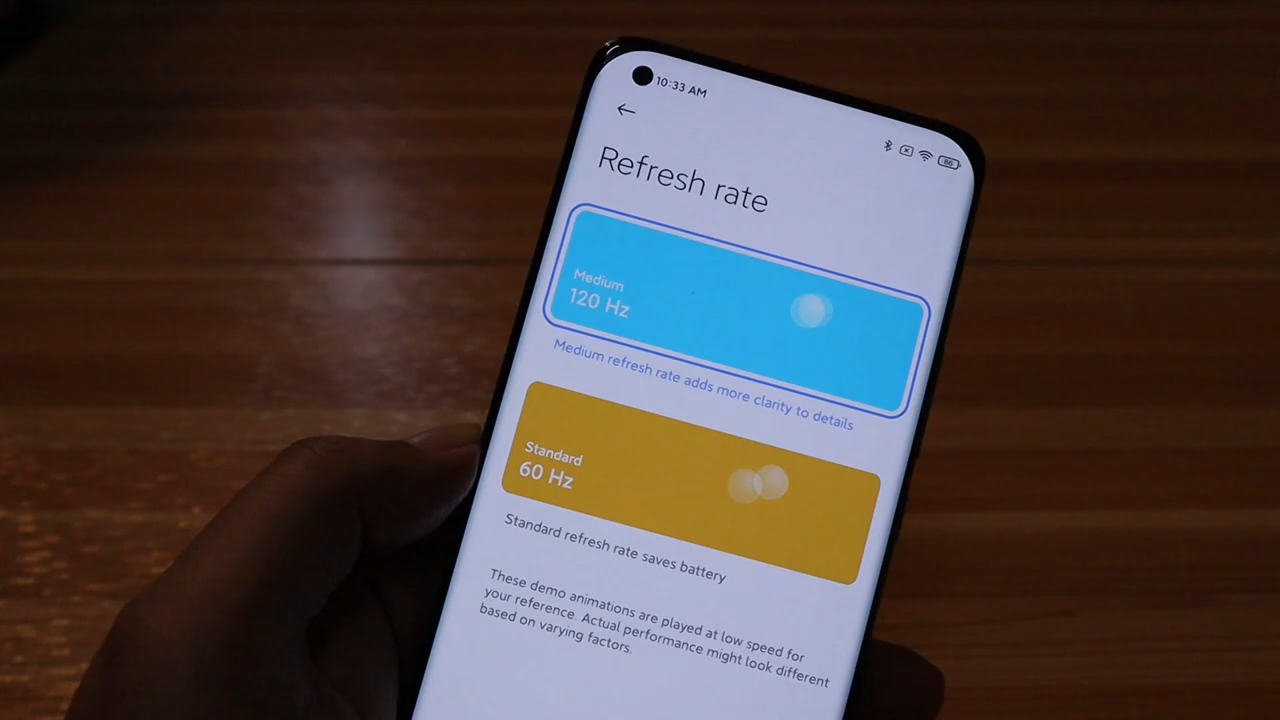 10:33 AM
86
Refresh rate
Medium
120 Hz
Medium refresh rate adds more clarity to details
Standard
60 Hz
Standard refresh rate saves battery
These demo animations are played at low speed for
your reference. Actual performance might look different
based on varying factors.